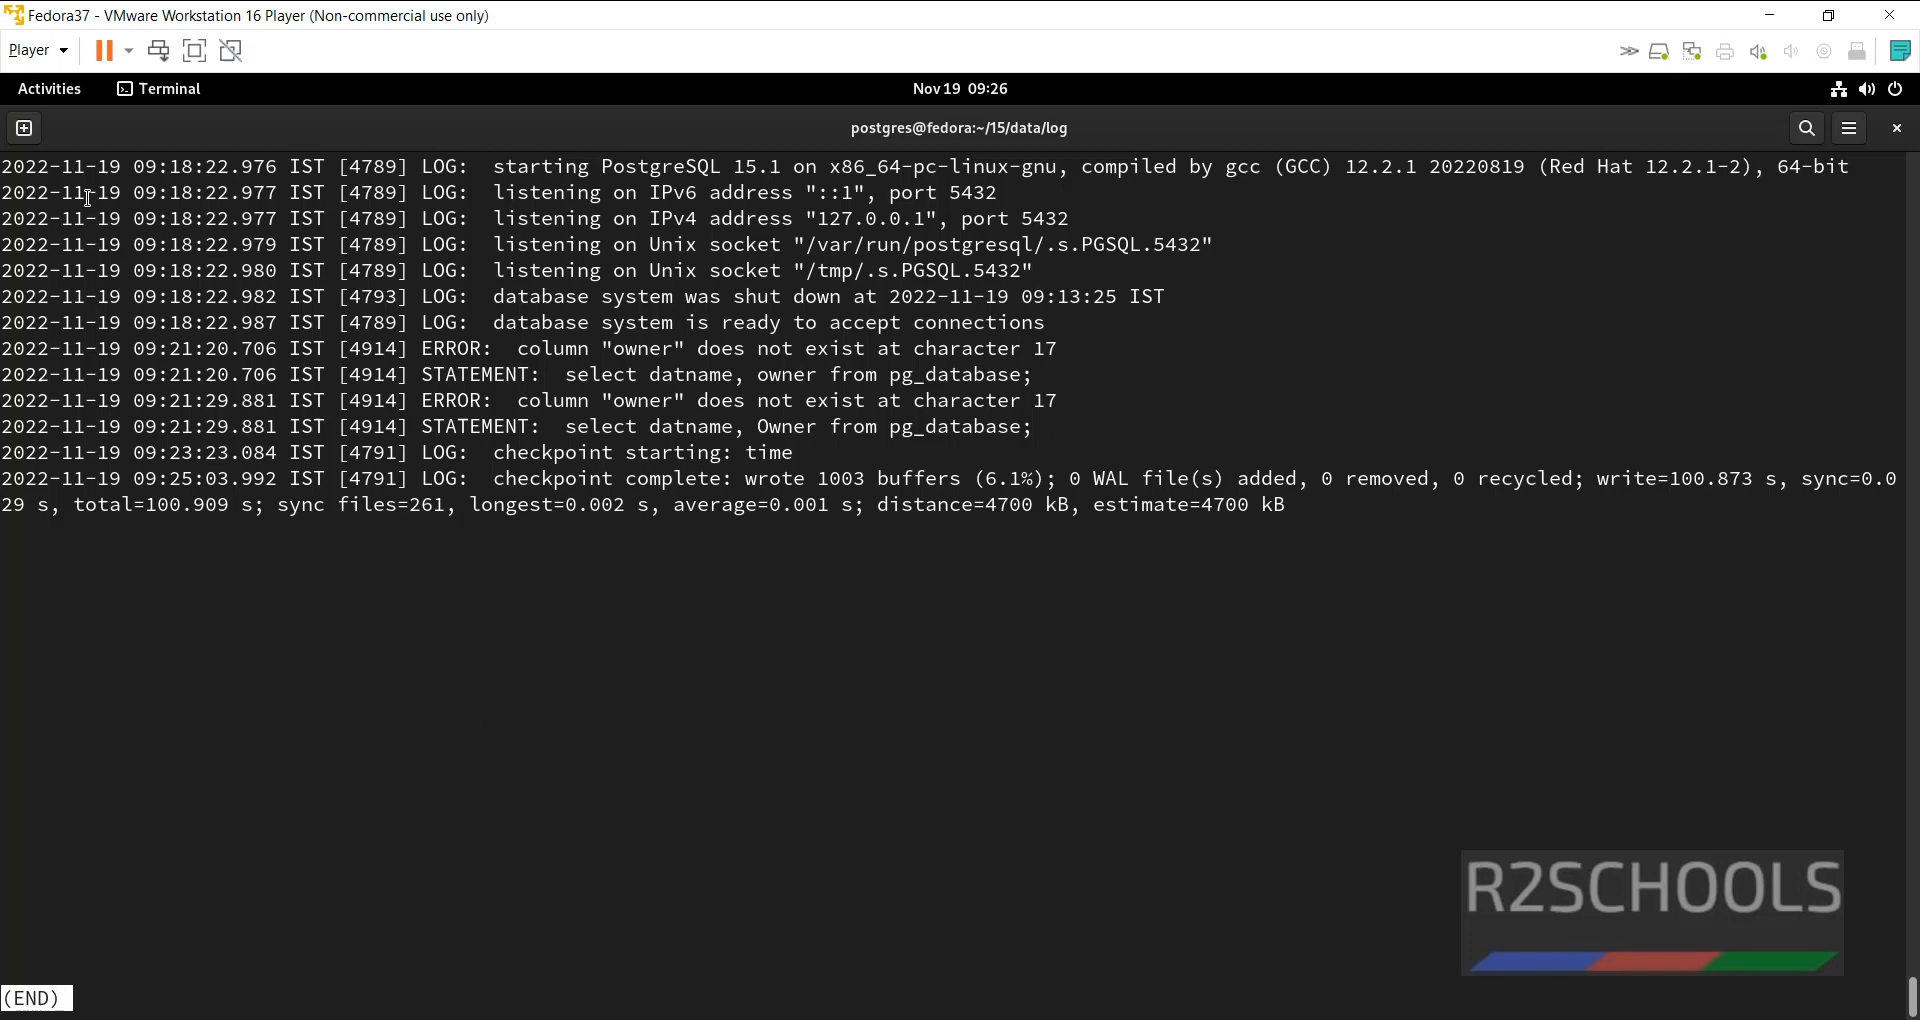 Fedora37 - VMware Workstation 16 Player (Non-commercial use only)
Player
Activities
Terminal
Nov 19 09:26
postgres@fedora:~/15/data/log
2022-11-19 09:18:22.976 IST [4789] LOG:  starting PostgreSQL 15.1 on x86_64-pc-linux-gnu, compiled by gcc (GCC) 12.2.1 20220819 (Red Hat 12.2.1-2), 64-bit
2022-11-19 09:18:22.977 IST [4789] LOG:  listening on IPv6 address "::1", port 5432
2022-11-19 09:18:22.977 IST [4789] LOG:  listening on IPv4 address "127.0.0.1", port 5432
2022-11-19 09:18:22.979 IST [4789] LOG:  listening on Unix socket "/var/run/postgresql/.s.PGSQL.5432"
2022-11-19 09:18:22.980 IST [4789] LOG:  listening on Unix socket "/tmp/.s.PGSQL.5432"
2022-11-19 09:18:22.982 IST [4793] LOG:  database system was shut down at 2022-11-19 09:13:25 IST
2022-11-19 09:18:22.987 IST [4789] LOG:  database system is ready to accept connections
2022-11-19 09:21:20.706 IST [4914] ERROR:  column "owner" does not exist at character 17
2022-11-19 09:21:20.706 IST [4914] STATEMENT:  select datname, owner from pg_database;
2022-11-19 09:21:29.881 IST [4914] ERROR:  column "owner" does not exist at character 17
2022-11-19 09:21:29.881 IST [4914] STATEMENT:  select datname, Owner from pg_database;
2022-11-19 09:23:23.084 IST [4791] LOG:  checkpoint starting: time
2022-11-19 09:25:03.992 IST [4791] LOG:  checkpoint complete: wrote 1003 buffers (6.1%); 0 WAL file(s) added, 0 removed, 0 recycled; write=100.873 s, sync=0.0
29 s, total=100.909 s; sync files=261, longest=0.002 s, average=0.001 s; distance=4700 kB, estimate=4700 kB
R2SCHOOLS
(END)